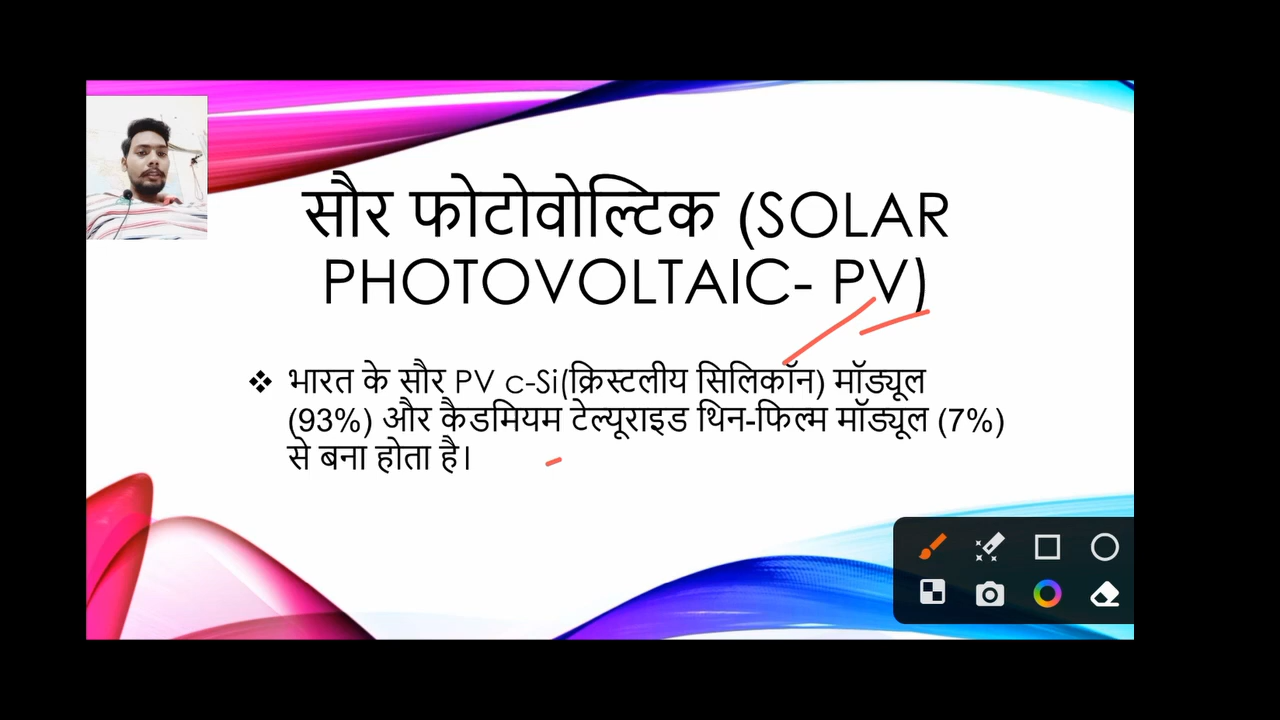 सौर फोटोवोल्टिक (SOLAR
PHOTOVOLTAIC- PV)
❖ भारत के सौर PV c-Si(क्रिस्टलीय सिलिकॉन) मॉड्यूल
(93%) और कैडमियम टेल्यूराइड थिन-फिल्म मॉड्यूल (7%)
से बना होता है।